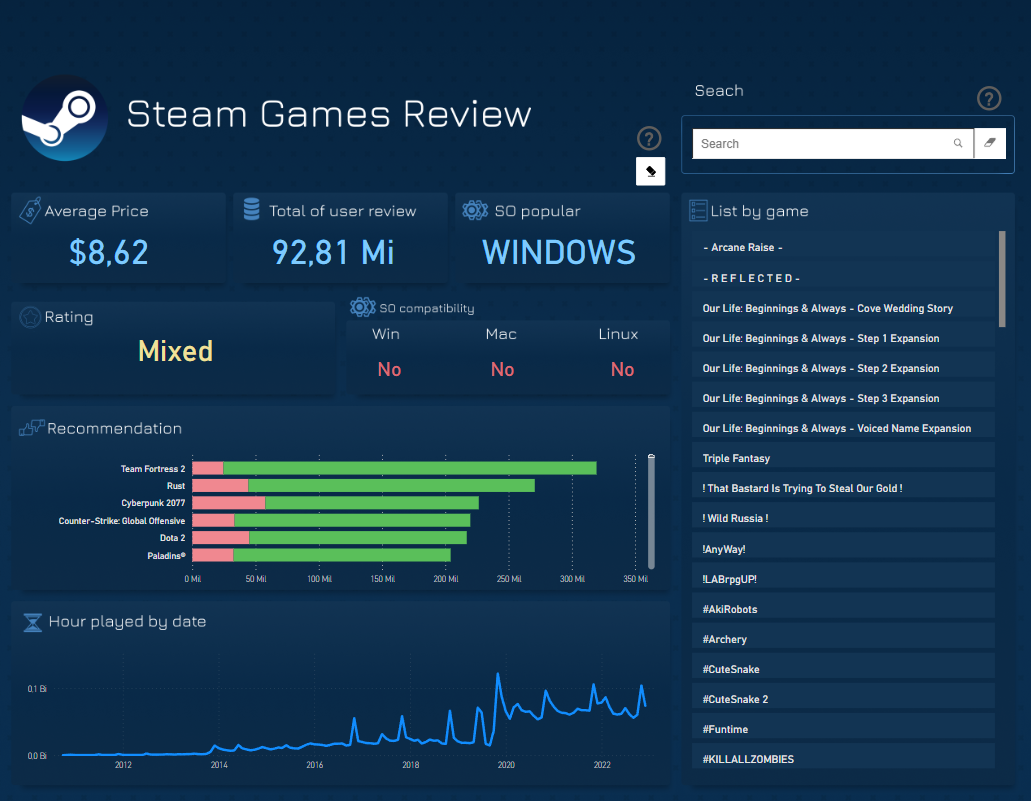 Steam Games Review
?
Seach
?
Search
Average Price
$8,62
Total of user review
92,81 Mi
SO popular
WINDOWS
Rating
Mixed
SO compatibility
Win Mac Linux
No No No
Recommendation
Team Fortress 2
Rust
Cyberpunk 2077
Counter-Strike: Global Offensive
Dota 2
Paladins®
0 Mil 50 Mil 100 Mil 150 Mil 200 Mil 250 Mil 300 Mil 350 Mil
Hour played by date
0.1 Bi
0.0 Bi
2012 2014 2016 2018 2020 2022
List by game
- Arcane Raise -
- R E F L E C T E D -
Our Life: Beginnings & Always - Cove Wedding Story
Our Life: Beginnings & Always - Step 1 Expansion
Our Life: Beginnings & Always - Step 2 Expansion
Our Life: Beginnings & Always - Step 3 Expansion
Our Life: Beginnings & Always - Voiced Name Expansion
Triple Fantasy
! That Bastard Is Trying To Steal Our Gold !
! Wild Russia !
!AnyWay!
!LABrpgUP!
#AkiRobots
#Archery
#CuteSnake
#CuteSnake 2
#Funtime
#KILLALLZOMBIES